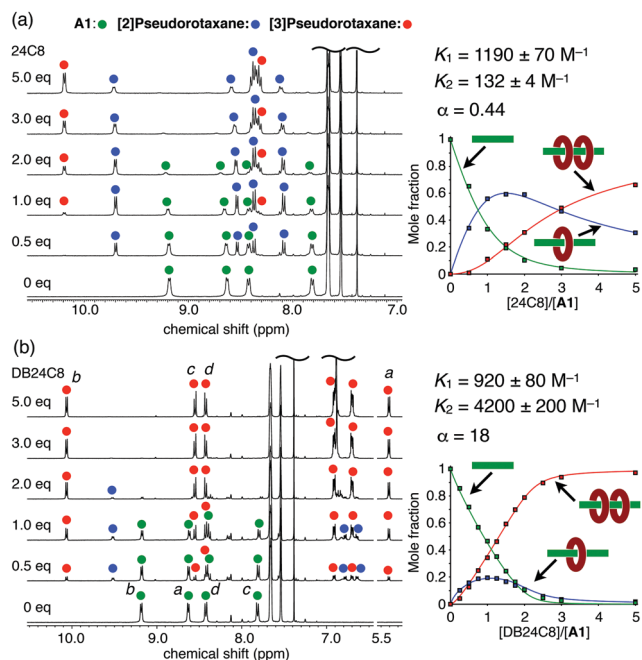 (a)
A1: [2]Pseudorotaxane: [3]Pseudorotaxane:
24C8
5.0 eq
3.0 eq
2.0 eq
1.0 eq
0.5 eq
0 eq
10.0 9.0 8.0 7.0
chemical shift (ppm)
K1 = 1190 ± 70 M–1
K2 = 132 ± 4 M–1
α = 0.44
Mole fraction
1.0
0.8
0.6
0.4
0.2
0
0 1 2 3 4 5
[24C8]/[A1]
(b)
DB24C8
b c d a
5.0 eq
3.0 eq
2.0 eq
1.0 eq
0.5 eq
0 eq
b a d c
10.0 9.0 8.0 7.0 5.5
chemical shift (ppm)
K1 = 920 ± 80 M–1
K2 = 4200 ± 200 M–1
α = 18
Mole fraction
1.0
0.8
0.6
0.4
0.2
0
0 1 2 3 4 5
[DB24C8]/[A1]